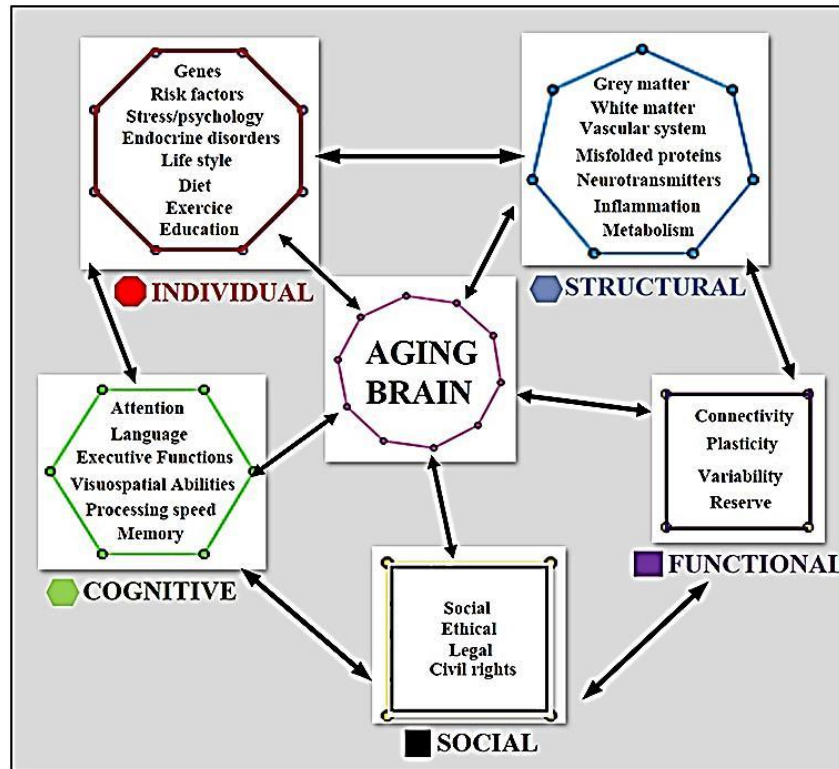 Genes
Risk factors
Stress/psychology
Endocrine disorders
Life style
Diet
Exercice
Education
INDIVIDUAL
Grey matter
White matter
Vascular system
Misfolded proteins
Neurotransmitters
Inflammation
Metabolism
STRUCTURAL
AGING
BRAIN
Attention
Language
Executive Functions
Visuospatial Abilities
Processing speed
Memory
COGNITIVE
Connectivity
Plasticity
Variability
Reserve
FUNCTIONAL
Social
Ethical
Legal
Civil rights
SOCIAL